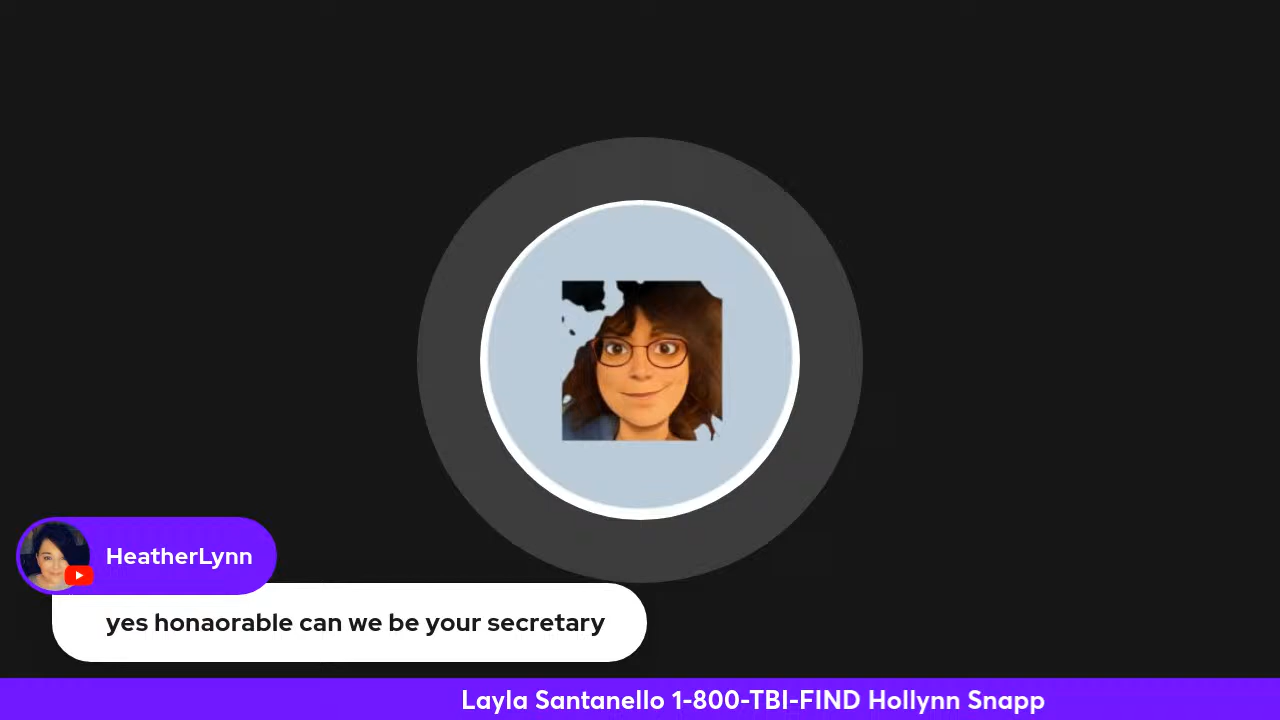 HeatherLynn
yes honaorable can we be your secretary
Layla Santanello 1-800-TBI-FIND Hollynn Snapp